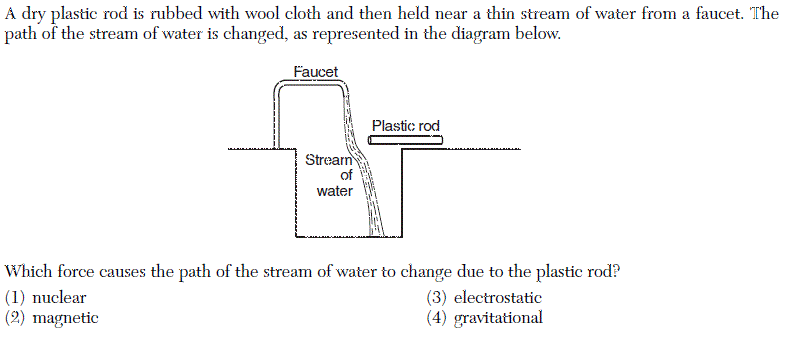 A dry plastic rod is rubbed with wool cloth and then held near a thin stream of water from a faucet. The
path of the stream of water is changed, as represented in the diagram below.
Faucet
Plastic rod
Stream
of
water
Which force causes the path of the stream of water to change due to the plastic rod?
(1) nuclear
(2) magnetic
(3) electrostatic
(4) gravitational